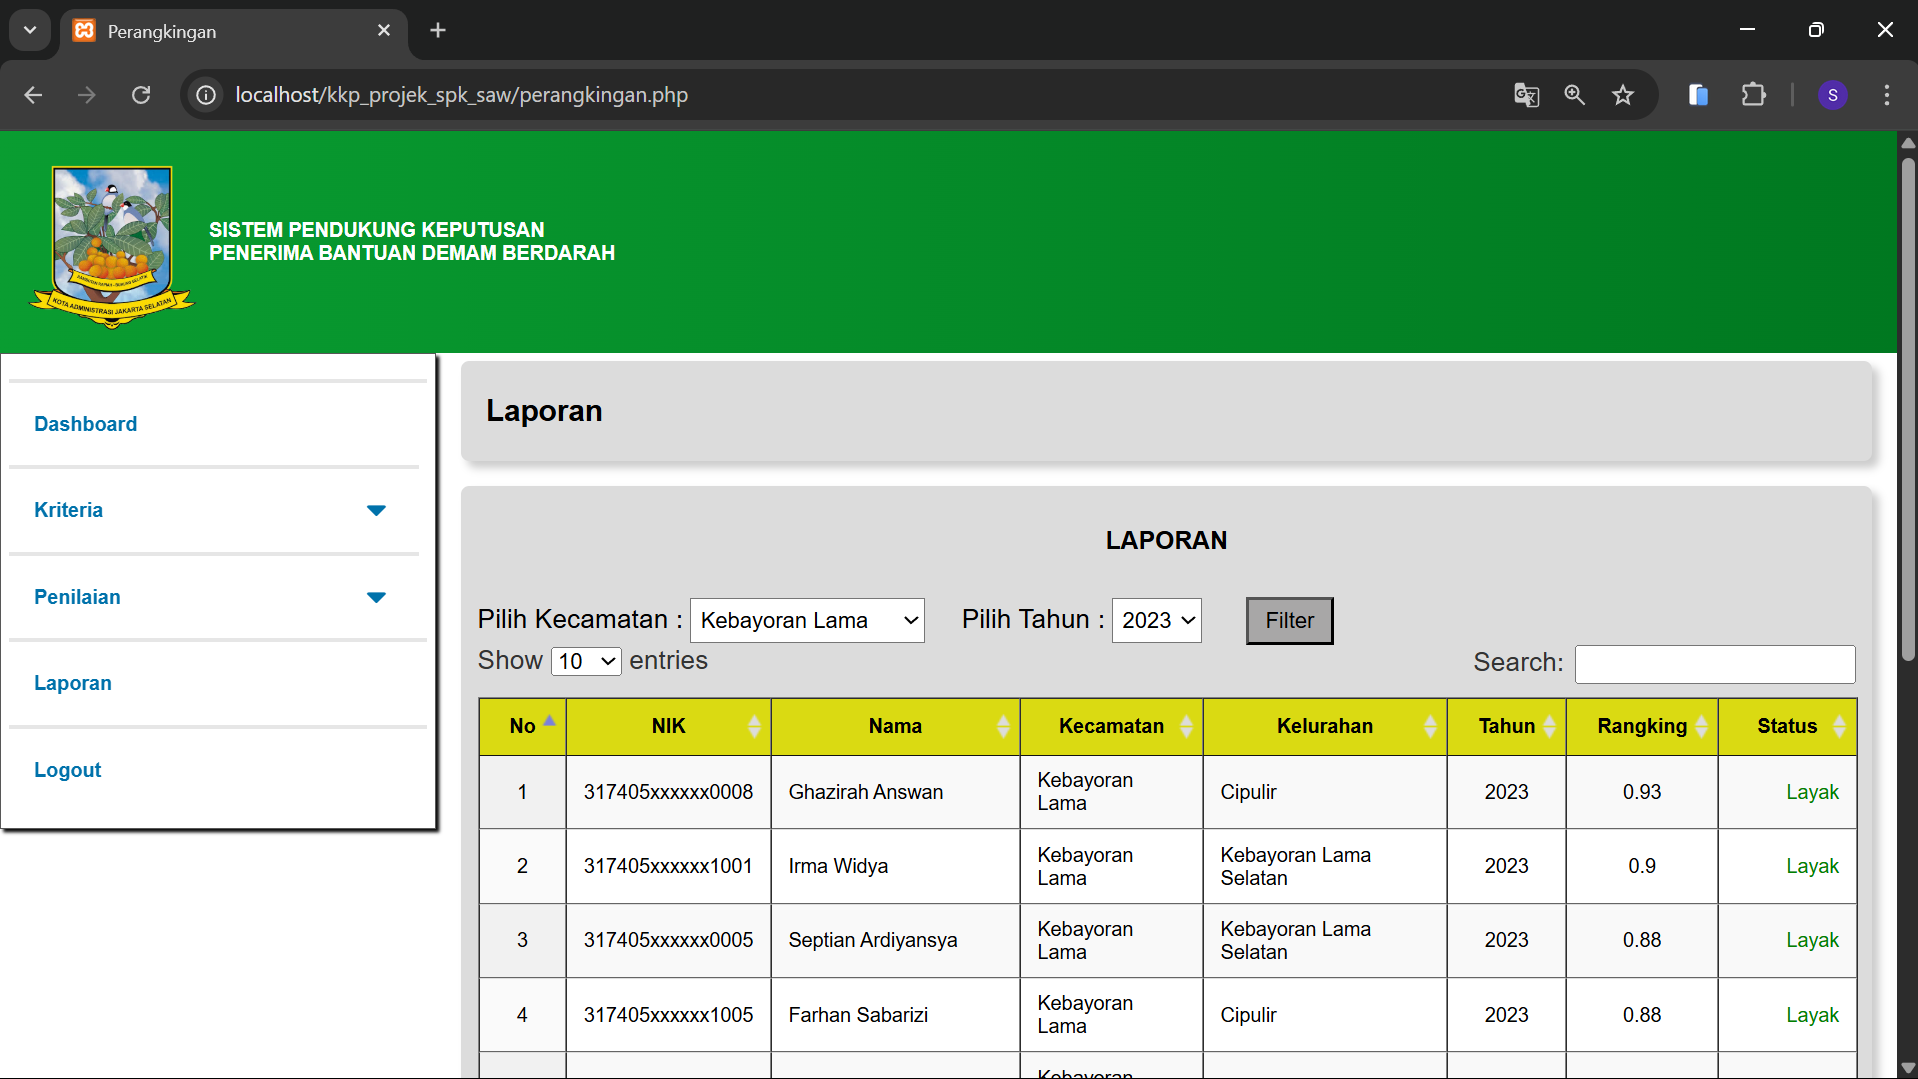 Perangkingan
localhost/kkp_projek_spk_saw/perangkingan.php
S
SISTEM PENDUKUNG KEPUTUSAN
PENERIMA BANTUAN DEMAM BERDARAH
KOTA ADMINISTRASI JAKARTA SELATAN
Dashboard
Kriteria
Penilaian
Laporan
Logout
Laporan
LAPORAN
Pilih Kecamatan : Kebayoran Lama Pilih Tahun : 2023 Filter
Show 10 entries Search:
No NIK Nama Kecamatan Kelurahan Tahun Rangking Status
1 317405xxxxxx0008 Ghazirah Answan Kebayoran Lama Cipulir 2023 0.93 Layak
2 317405xxxxxx1001 Irma Widya Kebayoran Lama Kebayoran Lama Selatan 2023 0.9 Layak
3 317405xxxxxx0005 Septian Ardiyansya Kebayoran Lama Kebayoran Lama Selatan 2023 0.88 Layak
4 317405xxxxxx1005 Farhan Sabarizi Kebayoran Lama Cipulir 2023 0.88 Layak
Kebayoran